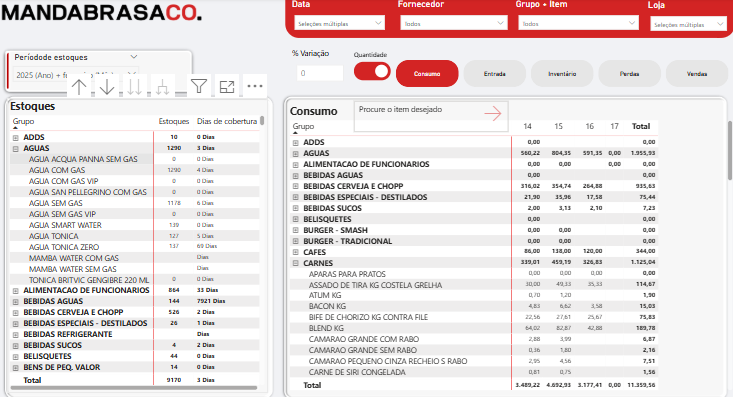 MANDABRASACO.
Data
Fornecedor
Grupo + Item
Loja
Seleções múltiplas
Todos
Todos
Seleções múltiplas
Períodode estoques
2025 (Ano) +
% Variação
0
Quantidade
Consumo
Entrada
Inventário
Perdas
Vendas
Estoques
Grupo Estoques Dias de cobertura
ADDS 10 0 Dias
AGUAS 1290 3 Dias
AGUA ACQUA PANNA SEM GAS 0 0 Dias
AGUA COM GAS 1290 4 Dias
AGUA COM GAS VIP 0 0 Dias
AGUA SAN PELLEGRINO COM GAS 0 0 Dias
AGUA SEM GAS 1178 6 Dias
AGUA SEM GAS VIP 0 0 Dias
AGUA SMART WATER 139 0 Dias
AGUA TONICA 127 5 Dias
AGUA TONICA ZERO 137 69 Dias
MAMBA WATER COM GAS Dias
MAMBA WATER SEM GAS Dias
TONICA BRITVIC GENGIBRE 220 ML 0 0 Dias
ALIMENTACAO DE FUNCIONARIOS 864 33 Dias
BEBIDAS AGUAS 144 7921 Dias
BEBIDAS CERVEJA E CHOPP 526 2 Dias
BEBIDAS ESPECIAIS - DESTILADOS 26 1 Dias
BEBIDAS REFRIGERANTE Dias
BEBIDAS SUCOS 4 2 Dias
BELISQUETES 44 0 Dias
BENS DE PEQ. VALOR 14 0 Dias
Total 9170 3 Dias
Consumo
Procure o item desejado
Grupo 14 15 16 17 Total
ADDS 0,00 0,00
AGUAS 560,22 804,35 591,35 0,00 1.955,93
ALIMENTACAO DE FUNCIONARIOS 0,00 0,00 0,00 0,00
BEBIDAS AGUAS 0,00 0,00
BEBIDAS CERVEJA E CHOPP 316,02 354,74 264,88 935,63
BEBIDAS ESPECIAIS - DESTILADOS 21,90 35,96 17,58 75,44
BEBIDAS SUCOS 2,00 3,13 2,10 7,23
BELISQUETES 0,00 0,00
BURGER - SMASH 0,00 0,00 0,00
BURGER - TRADICIONAL 0,00 0,00 0,00
CAFES 86,00 138,00 120,00 344,00
CARNES 339,01 459,19 326,83 1.125,04
APARAS PARA PRATOS 0,00 0,00 0,00
ASSADO DE TIRA KG COSTELA GRELHA 30,00 49,33 35,33 114,67
ATUM KG 0,70 1,20 1,90
BACON KG 4,83 6,62 3,58 15,03
BIFE DE CHORIZO KG CONTRA FILE 22,56 27,61 25,67 75,83
BLEND KG 64,02 82,87 42,88 189,78
CAMARAO GRANDE COM RABO 2,88 3,99 6,87
CAMARAO GRANDE SEM RABO 0,36 1,80 2,16
CAMARAO PEQUENO CINZA RECHEIO S RABO 2,95 4,56 7,51
CARNE DE SIRI CONGELADA 0,81 0,75 1,56
Total 3.489,22 4.692,93 3.177,41 0,00 11.359,56